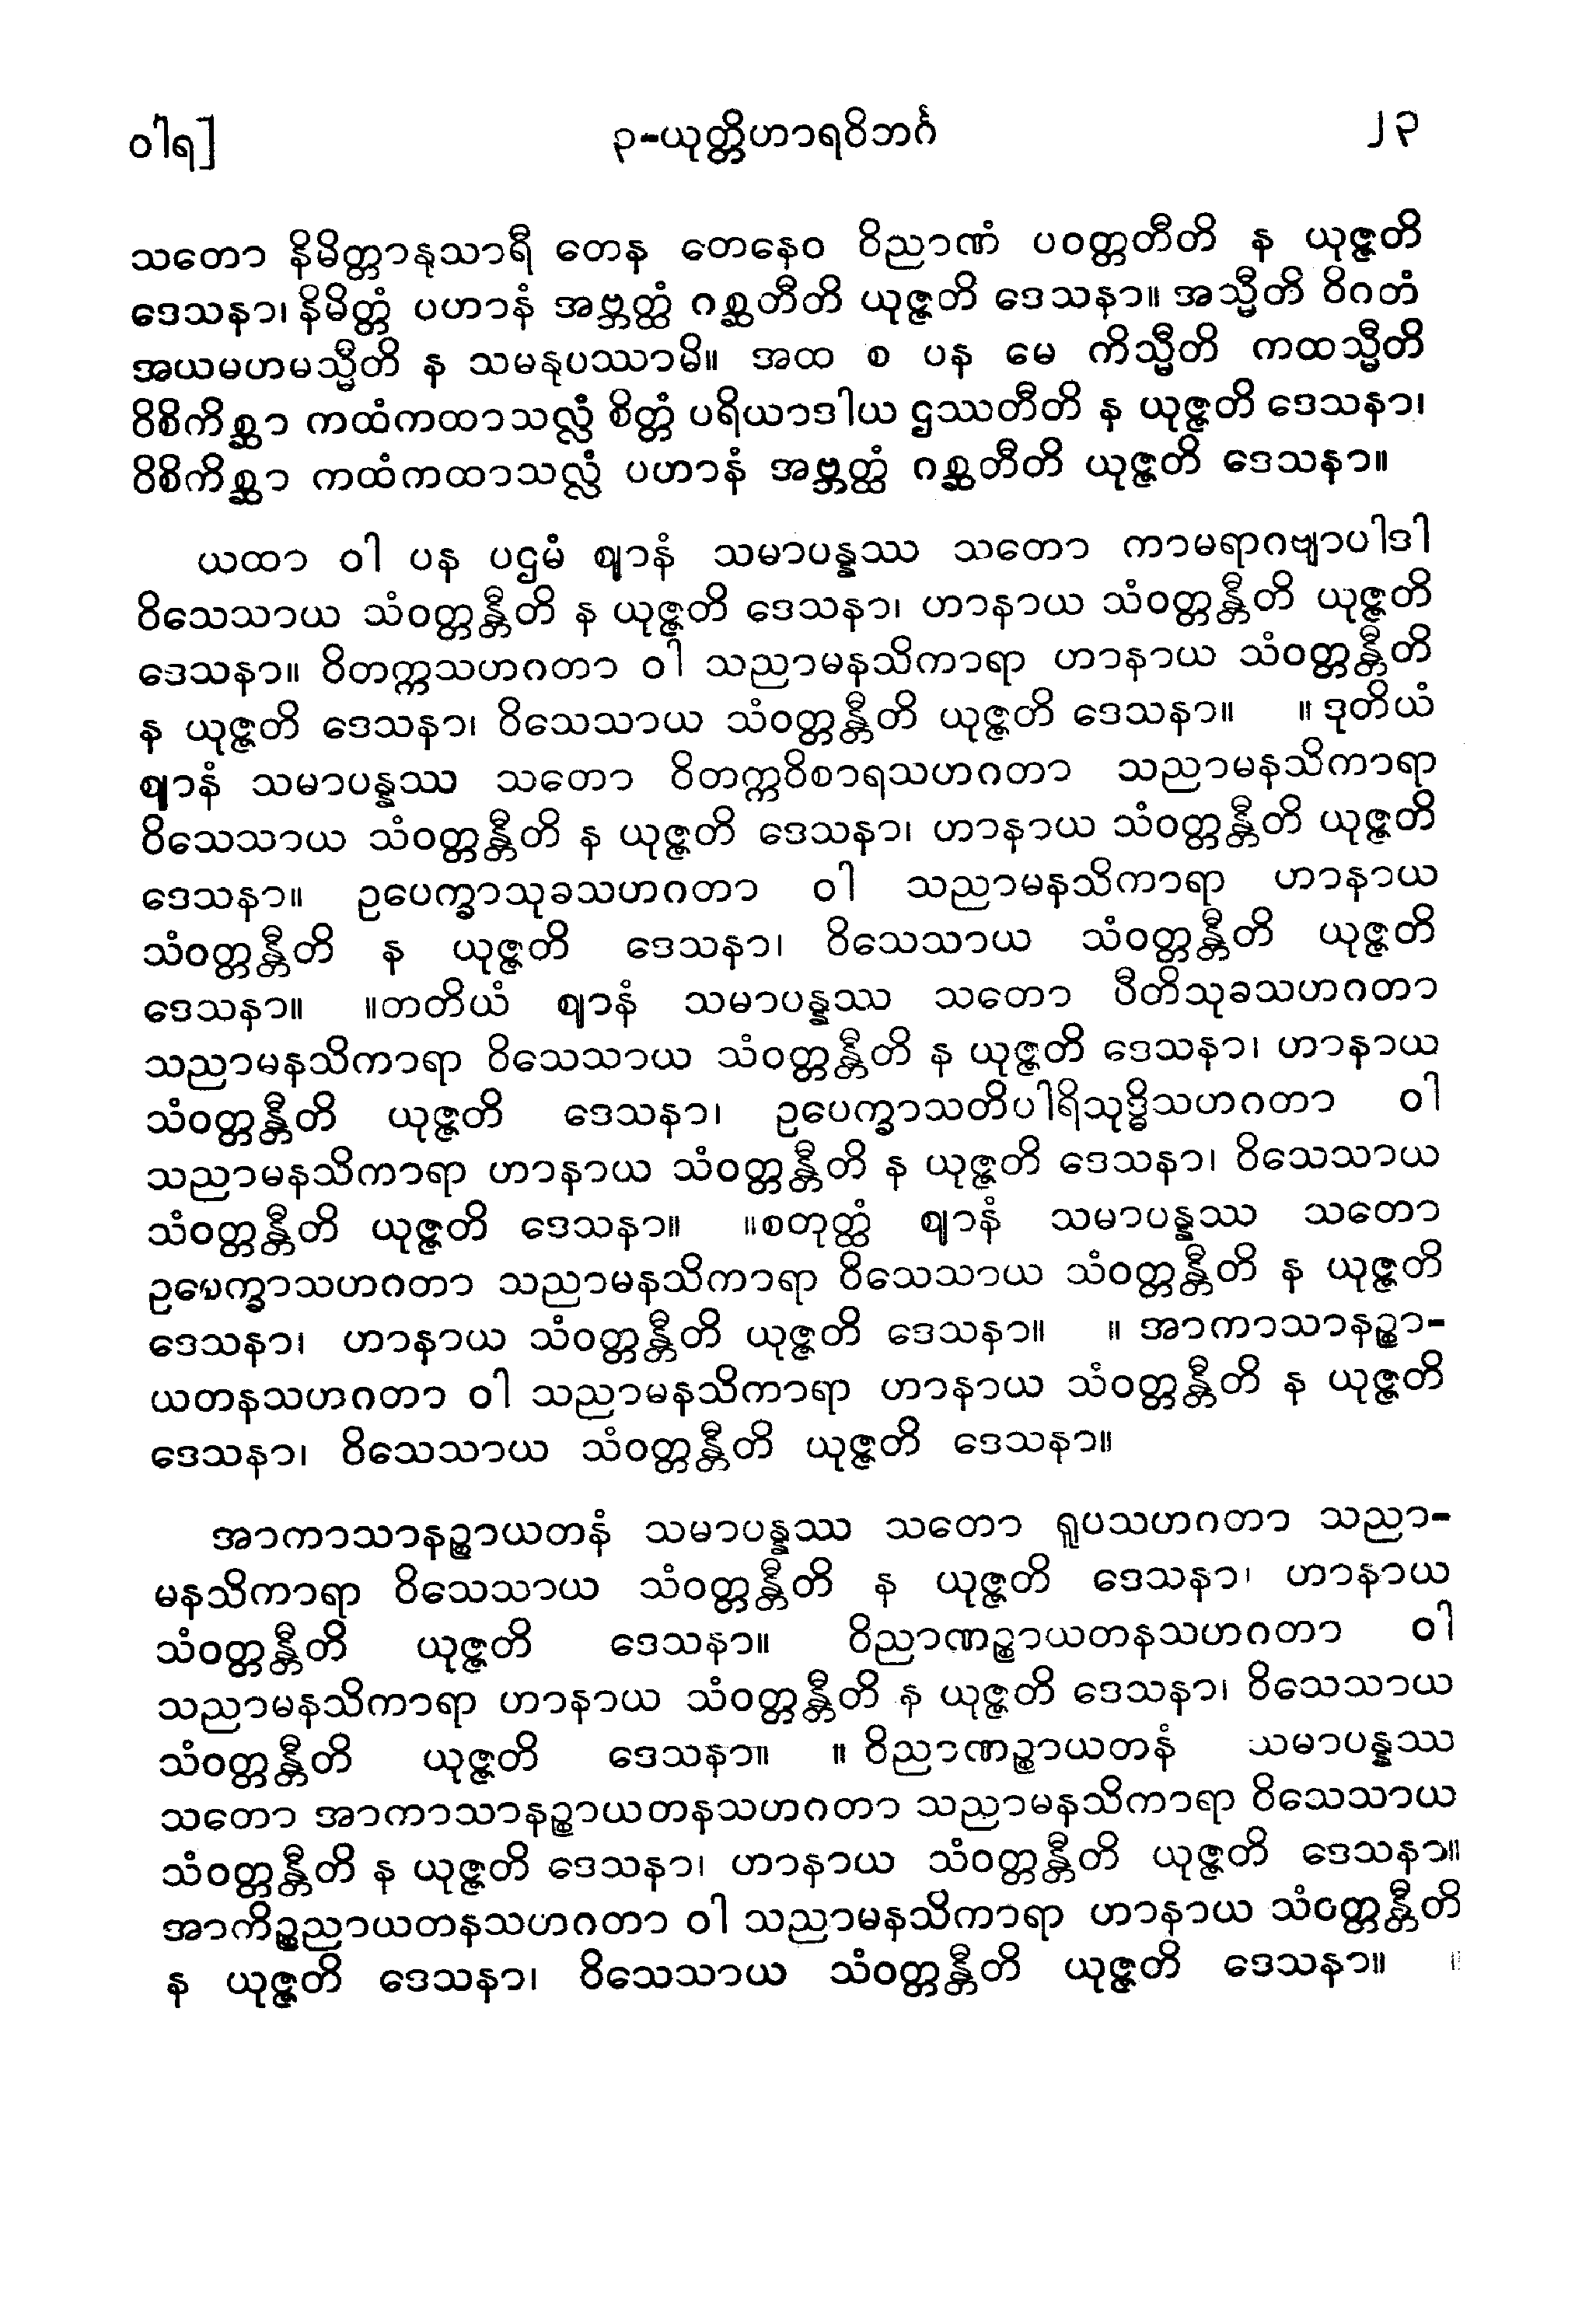 ဝါရ]
၃-ယုတ္တိဟာရဝိဘင်္ဂ
၂၃
သတော နိမိတ္တာနုသာရီ တေန တေနေဝ ဝိညာဏံ ပဝတ္တတီတိ န ယုဇ္ဇတိ
ဒေသနာ၊ နိမိတ္တံ ပဟာနံ အဗ္ဘတ္ထံ ဂစ္ဆတီတိ ယုဇ္ဇတိ ဒေသနာ။ အသ္မီတိ ဝိဂတံ
အယမဟမသ္မီတိ န သမနုပဿာမိ။ အထ စ ပန မေ ကိသ္မီတိ ကထသ္မီတိ
ဝိစိကိစ္ဆာ ကထံကထာသလ္လံ စိတ္တံ ပရိယာဒါယ ဌဿတီတိ န ယုဇ္ဇတိ ဒေသနာ၊
ဝိစိကိစ္ဆာ ကထံကထာသလ္လံ ပဟာနံ အဗ္ဘတ္ထံ ဂစ္ဆတီတိ ယုဇ္ဇတိ ဒေသနာ။
ယထာ ဝါ ပန ပဌမံ ဈာနံ သမာပန္နဿ သတော ကာမရာဂဗျာပါဒါ
ဝိသေသာယ သံဝတ္တန္တီတိ န ယုဇ္ဇတိ ဒေသနာ၊ ဟာနာယ သံဝတ္တန္တီတိ ယုဇ္ဇတိ
ဒေသနာ။ ဝိတက္ကသဟဂတာ ဝါ သညာမနသိကာရာ ဟာနာယ သံဝတ္တန္တီတိ
န ယုဇ္ဇတိ ဒေသနာ၊ ဝိသေသာယ သံဝတ္တန္တီတိ ယုဇ္ဇတိ ဒေသနာ။ ။ ဒုတိယံ
ဈာနံ သမာပန္နဿ သတော ဝိတက္ကဝိစာရသဟဂတာ သညာမနသိကာရာ
ဝိသေသာယ သံဝတ္တန္တီတိ န ယုဇ္ဇတိ ဒေသနာ၊ ဟာနာယ သံဝတ္တန္တီတိ ယုဇ္ဇတိ
ဒေသနာ။ ဥပေက္ခာသုခသဟဂတာ ဝါ သညာမနသိကာရာ ဟာနာယ
သံဝတ္တန္တီတိ န ယုဇ္ဇတိ ဒေသနာ၊ ဝိသေသာယ သံဝတ္တန္တီတိ ယုဇ္ဇတိ
ဒေသနာ။ ။တတိယံ ဈာနံ သမာပန္နဿ သတော ပီတိသုခသဟဂတာ
သညာမနသိကာရာ ဝိသေသာယ သံဝတ္တန္တီတိ န ယုဇ္ဇတိ ဒေသနာ၊ ဟာနာယ
သံဝတ္တန္တီတိ ယုဇ္ဇတိ ဒေသနာ၊ ဥပေက္ခာသတိပါရိသုဒ္ဓိသဟဂတာ ဝါ
သညာမနသိကာရာ ဟာနာယ သံဝတ္တန္တီတိ န ယုဇ္ဇတိ ဒေသနာ၊ ဝိသေသာယ
သံဝတ္တန္တီတိ ယုဇ္ဇတိ ဒေသနာ။ ။စတုတ္ထံ ဈာနံ သမာပန္နဿ သတော
ဥပေက္ခာသဟဂတာ သညာမနသိကာရာ ဝိသေသာယ သံဝတ္တန္တီတိ န ယုဇ္ဇတိ
ဒေသနာ၊ ဟာနာယ သံဝတ္တန္တီတိ ယုဇ္ဇတိ ဒေသနာ။ ။ အာကာသာနဉ္စာ-
ယတနသဟဂတာ ဝါ သညာမနသိကာရာ ဟာနာယ သံဝတ္တန္တီတိ န ယုဇ္ဇတိ
ဒေသနာ၊ ဝိသေသာယ သံဝတ္တန္တီတိ ယုဇ္ဇတိ ဒေသနာ။
အာကာသာနဉ္စာယတနံ သမာပန္နဿ သတော ရူပသဟဂတာ သညာ-
မနသိကာရာ ဝိသေသာယ သံဝတ္တန္တီတိ န ယုဇ္ဇတိ ဒေသနာ၊ ဟာနာယ
သံဝတ္တန္တီတိ ယုဇ္ဇတိ ဒေသနာ။ ဝိညာဏဉ္စာယတနသဟဂတာ ဝါ
သညာမနသိကာရာ ဟာနာယ သံဝတ္တန္တီတိ န ယုဇ္ဇတိ ဒေသနာ၊ ဝိသေသာယ
သံဝတ္တန္တီတိ ယုဇ္ဇတိ ဒေသနာ။ ။ ဝိညာဏဉ္စာယတနံ သမာပန္နဿ
သတော အာကာသာနဉ္စာယတနသဟဂတာ သညာမနသိကာရာ ဝိသေသာယ
သံဝတ္တန္တီတိ န ယုဇ္ဇတိ ဒေသနာ၊ ဟာနာယ သံဝတ္တန္တီတိ ယုဇ္ဇတိ ဒေသနာ။
အာကိဉ္စညာယတနသဟဂတာ ဝါ သညာမနသိကာရာ ဟာနာယ သံဝတ္တန္တီတိ
န ယုဇ္ဇတိ ဒေသနာ၊ ဝိသေသာယ သံဝတ္တန္တီတိ ယုဇ္ဇတိ ဒေသနာ။ ။